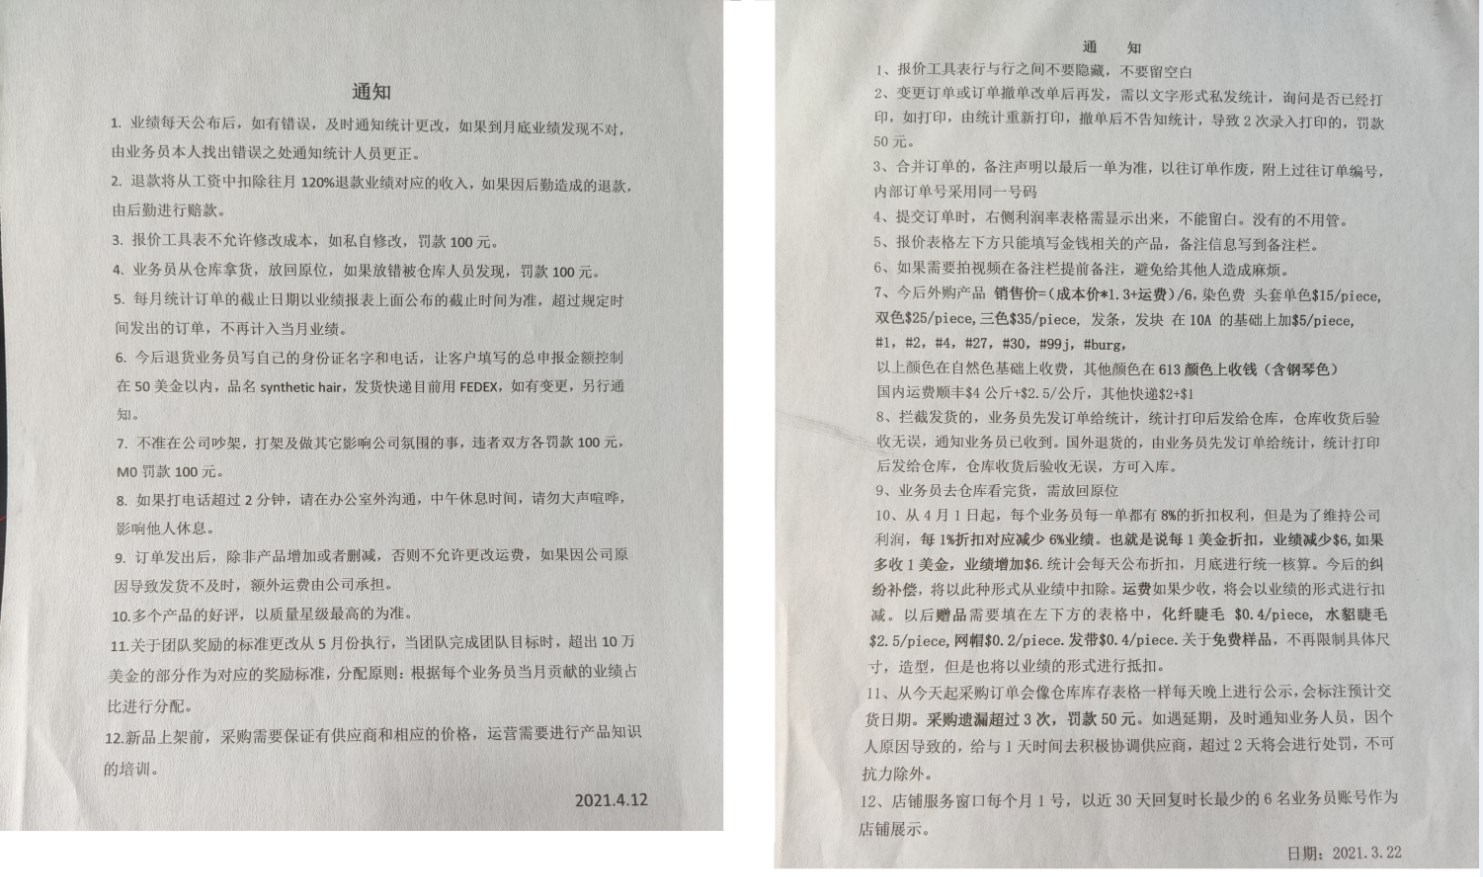 通知
1. 业绩每天公布后，如有错误，及时通知统计更改，如果到月底业绩发现不对，
由业务员本人找出错误之处通知统计人员更正。
2. 退款将从工资中扣除往月 120%退款业绩对应的收入，如果因后勤造成的退款，
由后勤进行赔款。
3. 报价工具表不允许修改成本，如私自修改，罚款 100 元。
4. 业务员从仓库拿货，放回原位，如果放错被仓库人员发现，罚款 100 元。
5. 每月统计订单的截止日期以业绩报表上面公布的截止时间为准，超过规定时
间发出的订单，不再计入当月业绩。
6. 今后退货业务员写自己的身份证名字和电话，让客户填写的总申报金额控制
在 50 美金以内，品名 synthetic hair，发货快递目前用 FEDEX，如有变更，另行通
知。
7. 不准在公司吵架，打架及做其它影响公司氛围的事，违者双方各罚款 100 元，
M0 罚款 100 元。
8. 如果打电话超过 2 分钟，请在办公室外沟通，中午休息时间，请勿大声喧哗，
影响他人休息。
9. 订单发出后，除非产品增加或者删减，否则不允许更改运费，如果因公司原
因导致发货不及时，额外运费由公司承担。
10.多个产品的好评，以质量星级最高的为准。
11.关于团队奖励的标准更改从 5 月份执行，当团队完成团队目标时，超出 10 万
美金的部分作为对应的奖励标准，分配原则：根据每个业务员当月贡献的业绩占
比进行分配。
12.新品上架前，采购需要保证有供应商和相应的价格，运营需要进行产品知识
的培训。
2021.4.12
通 知
1、报价工具表行与行之间不要隐藏，不要留空白
2、变更订单或订单撤单改单后再发，需以文字形式私发统计，询问是否已经打
印，如打印，由统计重新打印，撤单后不告知统计，导致 2 次录入打印的，罚款
50 元。
3、合并订单的，备注声明以最后一单为准，以往订单作废，附上过往订单编号，
内部订单号采用同一号码
4、提交订单时，右侧利润率表格需显示出来，不能留白。没有的不用管。
5、报价表格左下方只能填写金钱相关的产品，备注信息写到备注栏。
6、如果需要拍视频在备注栏提前备注，避免给其他人造成麻烦。
7、今后外购产品 销售价=（成本价*1.3+运费）/6，染色费 头套单色$15/piece,
双色$25/piece,三色$35/piece, 发条，发块 在 10A 的基础上加$5/piece,
#1，#2，#4，#27，#30，#99j，#burg，
以上颜色在自然色基础上收费，其他颜色在 613 颜色上收钱（含钢琴色）
国内运费顺丰$4 公斤+$2.5/公斤，其他快递$2+$1
8、拦截发货的，业务员先发订单给统计，统计打印后发给仓库，仓库收货后验
收无误，通知业务员已收到。国外退货的，由业务员先发订单给统计，统计打印
后发给仓库，仓库收货后验收无误，方可入库。
9、业务员去仓库看完货，需放回原位
10、从 4 月 1 日起，每个业务员每一单都有 8%的折扣权利，但是为了维持公司
利润，每 1%折扣对应减少 6%业绩。也就是说每 1 美金折扣，业绩减少$6,如果
多收 1 美金，业绩增加$6.统计会每天公布折扣，月底进行统一核算。今后的纠
纷补偿，将以此种形式从业绩中扣除。运费如果少收，将会以业绩的形式进行扣
减。以后赠品需要填在左下方的表格中，化纤睫毛 $0.4/piece, 水貂睫毛
$2.5/piece,网帽$0.2/piece.发带$0.4/piece.关于免费样品，不再限制具体尺
寸，造型，但是也将以业绩的形式进行抵扣。
11、从今天起采购订单会像仓库库存表格一样每天晚上进行公示,会标注预计交
货日期。采购遗漏超过 3 次，罚款 50 元。如遇延期，及时通知业务人员，因个
人原因导致的，给与 1 天时间去积极协调供应商，超过 2 天将会进行处罚，不可
抗力除外。
12、店铺服务窗口每个月 1 号，以近 30 天回复时长最少的 6 名业务员账号作为
店铺展示。
日期：2021.3.22